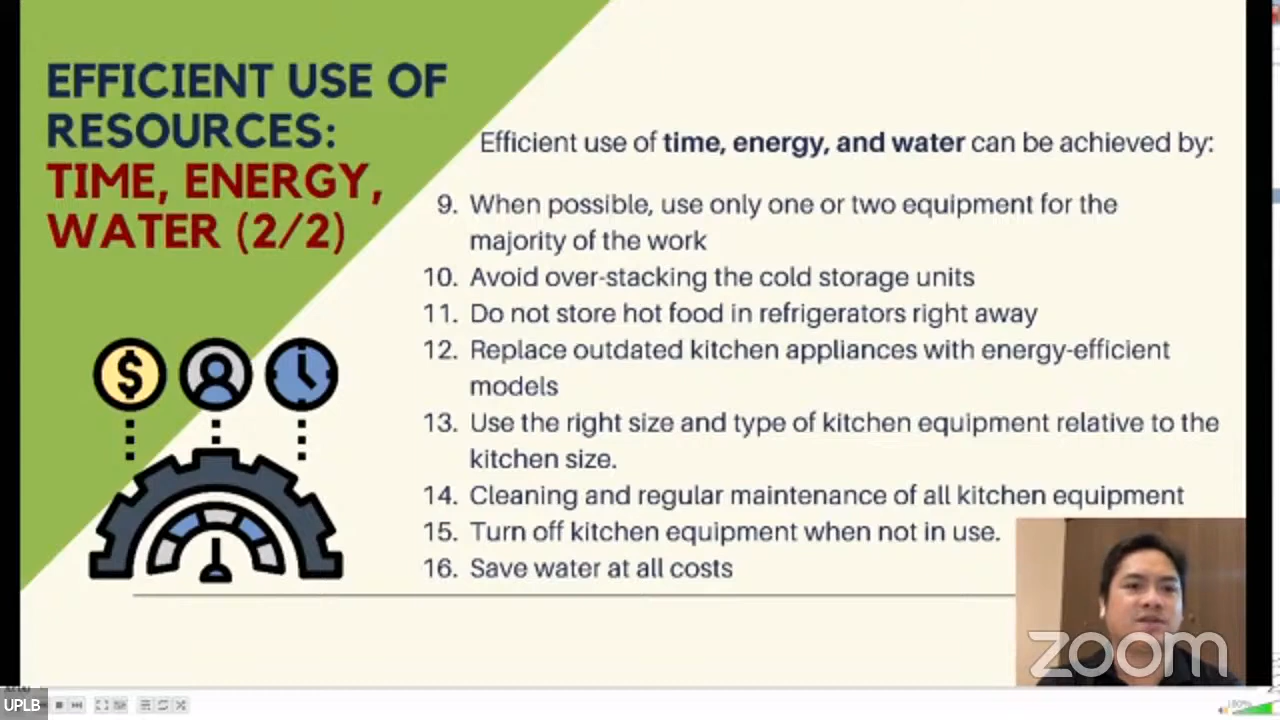 EFFICIENT USE OF
RESOURCES:
TIME, ENERGY,
WATER (2/2)
Efficient use of time, energy, and water can be achieved by:
9. When possible, use only one or two equipment for the
majority of the work
10. Avoid over-stacking the cold storage units
11. Do not store hot food in refrigerators right away
12. Replace outdated kitchen appliances with energy-efficient
models
13. Use the right size and type of kitchen equipment relative to the
kitchen size.
14. Cleaning and regular maintenance of all kitchen equipment
15. Turn off kitchen equipment when not in use.
16. Save water at all costs
$
zoom
UPLB